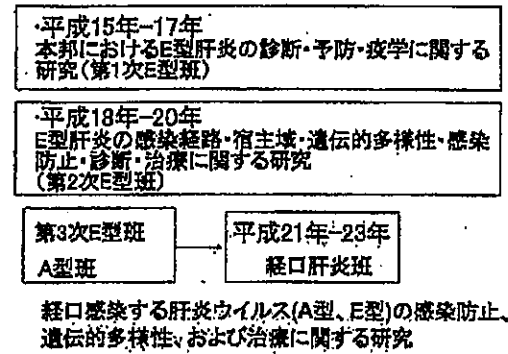 ・平成15年−17年
本邦におけるE型肝炎の診断・予防・疫学に関する
研究(第1次E型班)
・平成18年−20年
E型肝炎の感染経路・宿主域・遺伝的多様性・感染
防止・診断・治療に関する研究
(第2次E型班)
第3次E型班
A型班
平成21年−23年
経口肝炎班
経口感染する肝炎ウイルス(A型、E型)の感染防止、
遺伝的多様性、および治療に関する研究